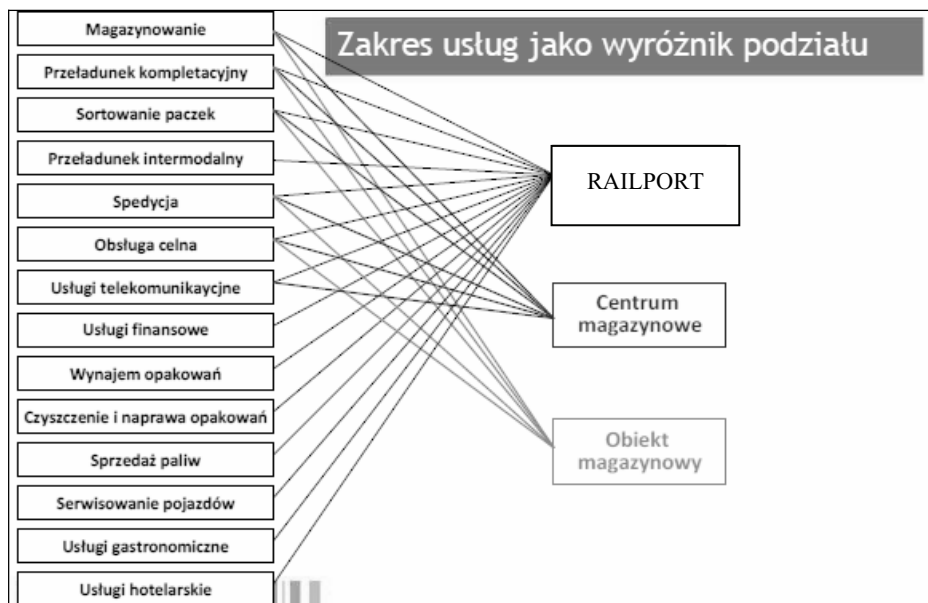 Zakres usług jako wyróżnik podziału
Magazynowanie
Przeładunek kompletacyjny
Sortowanie paczek
Przeładunek intermodalny
Spedycja
Obsługa celna
Usługi telekomunikaycjne
Usługi finansowe
Wynajem opakowań
Czyszczenie i naprawa opakowań
Sprzedaż paliw
Serwisowanie pojazdów
Usługi gastronomiczne
Usługi hotelarskie
RAILPORT
Centrum
magazynowe
Obiekt
magazynowy